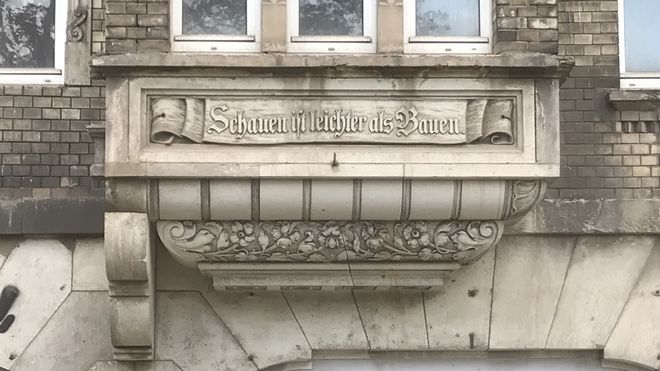 Schauen ist leichter als Bauen.